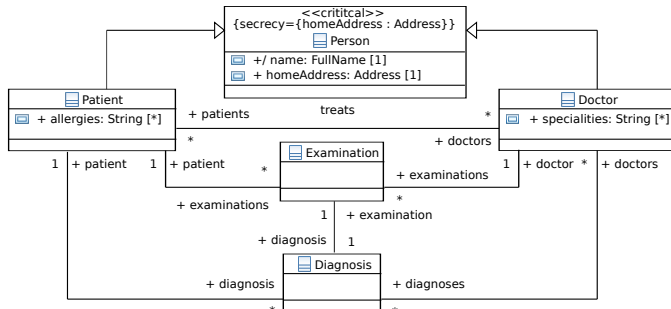 <<crititcal>>
{secrecy={homeAddress : Address}}
Person
+/ name: FullName [1]
+ homeAddress: Address [1]
Patient
+ allergies: String [*]
Doctor
+ specialities: String [*]
+ patients
treats
*
*
+ doctors
1
+ patient
1
+ patient
*
+ examinations
Examination
+ examinations
*
1
+ doctor
*
+ doctors
1
+ examination
+ diagnosis
1
Diagnosis
+ diagnosis
*
+ diagnoses
*